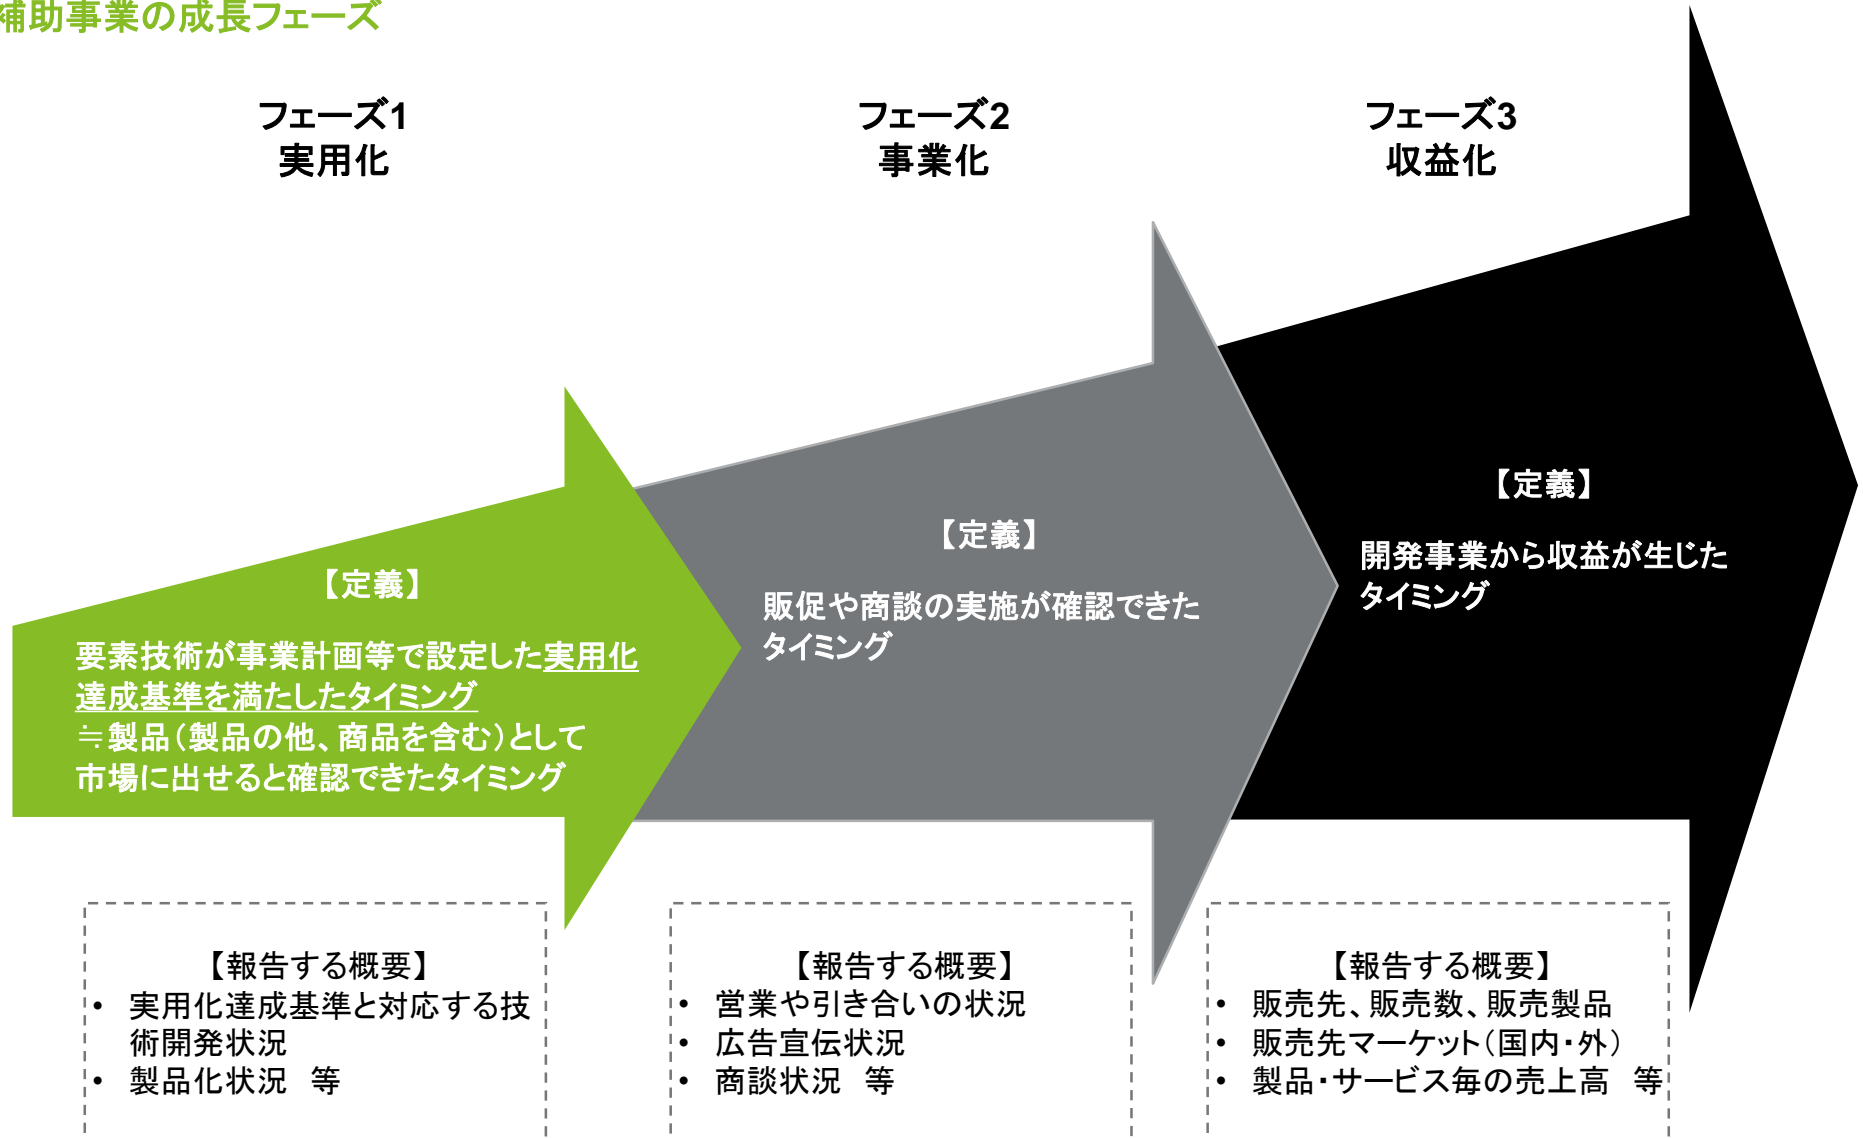 補助事業の成長フェーズ
フェーズ1
実用化
フェーズ2
事業化
フェーズ3
収益化
【定義】
要素技術が事業計画等で設定した実用化
達成基準を満たしたタイミング
≒製品（製品の他、商品を含む）として
市場に出せると確認できたタイミング
【定義】
販促や商談の実施が確認できた
タイミング
【定義】
開発事業から収益が生じた
タイミング
【報告する概要】
• 実用化達成基準と対応する技
術開発状況
• 製品化状況　等
【報告する概要】
• 営業や引き合いの状況
• 広告宣伝状況
• 商談状況　等
【報告する概要】
• 販売先、販売数、販売製品
• 販売先マーケット（国内・外）
• 製品・サービス毎の売上高　等